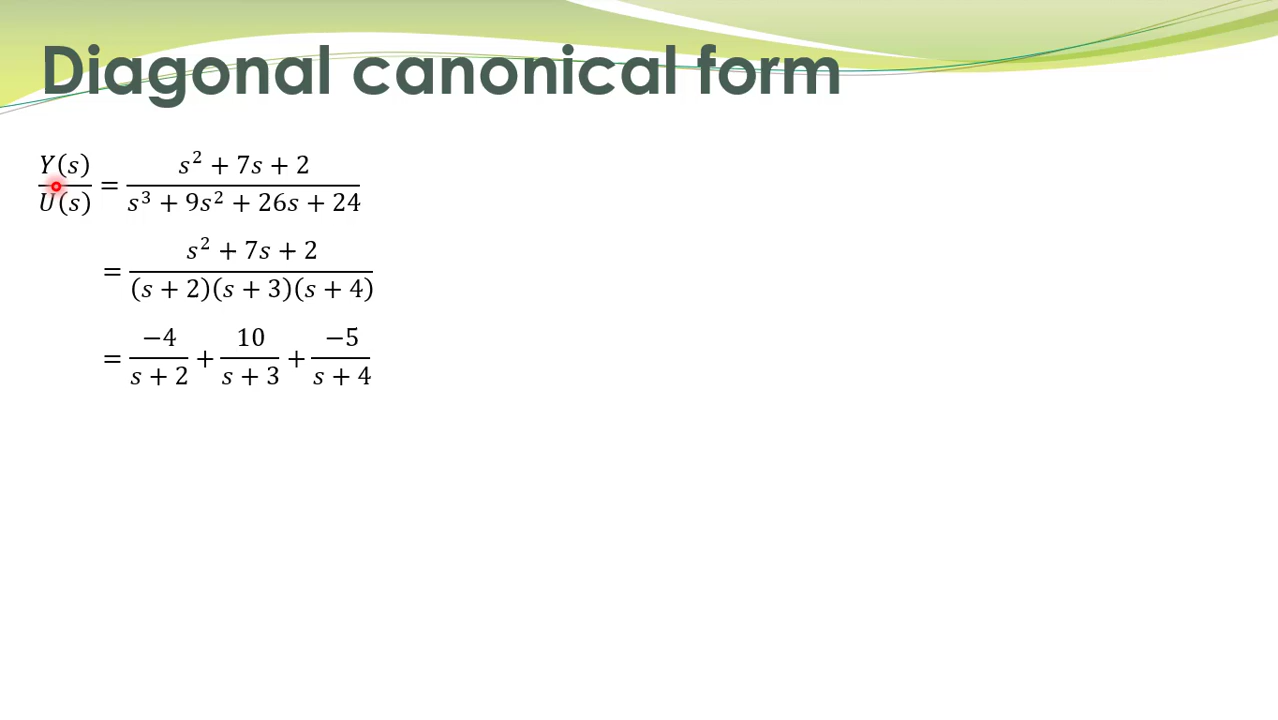 Diagonal canonical form
Y(s)/U(s) = (s² + 7s + 2)/(s³ + 9s² + 26s + 24)
= (s² + 7s + 2)/((s + 2)(s + 3)(s + 4))
= −4/(s + 2) + 10/(s + 3) + −5/(s + 4)